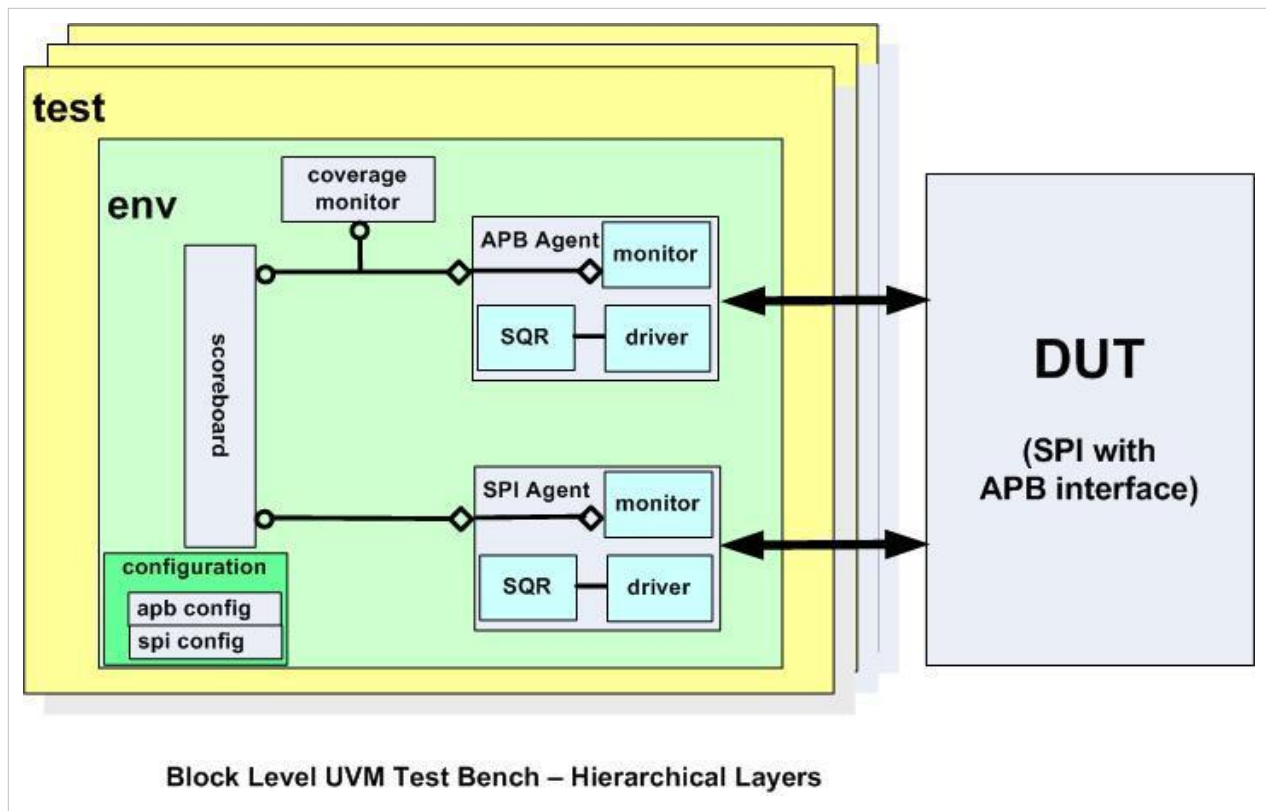 test
env
coverage
monitor
APB Agent
monitor
SQR
driver
scoreboard
SPI Agent
monitor
SQR
driver
configuration
apb config
spi config
DUT
(SPI with
APB interface)
Block Level UVM Test Bench – Hierarchical Layers